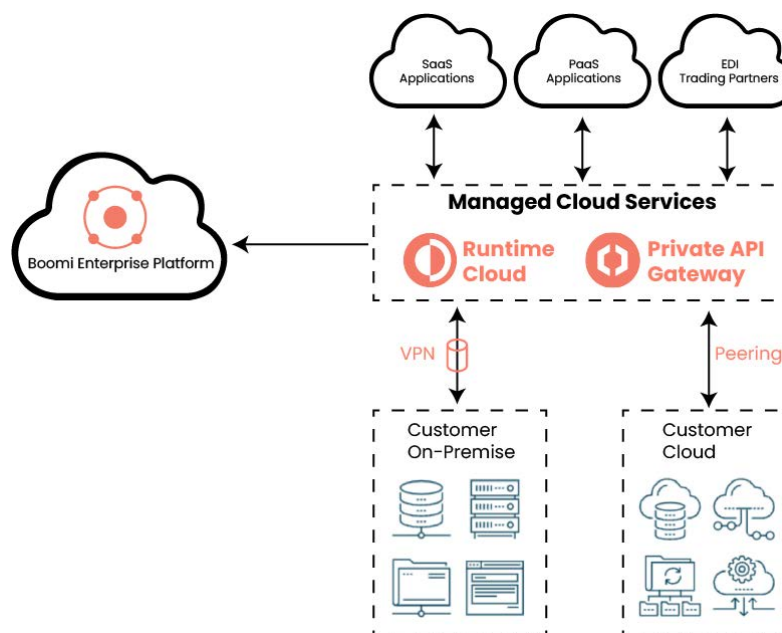 SaaS
Applications
PaaS
Applications
EDI
Trading Partners
Boomi Enterprise Platform
Managed Cloud Services
Runtime
Cloud
Private API
Gateway
VPN
Peering
Customer
On-Premise
Customer
Cloud